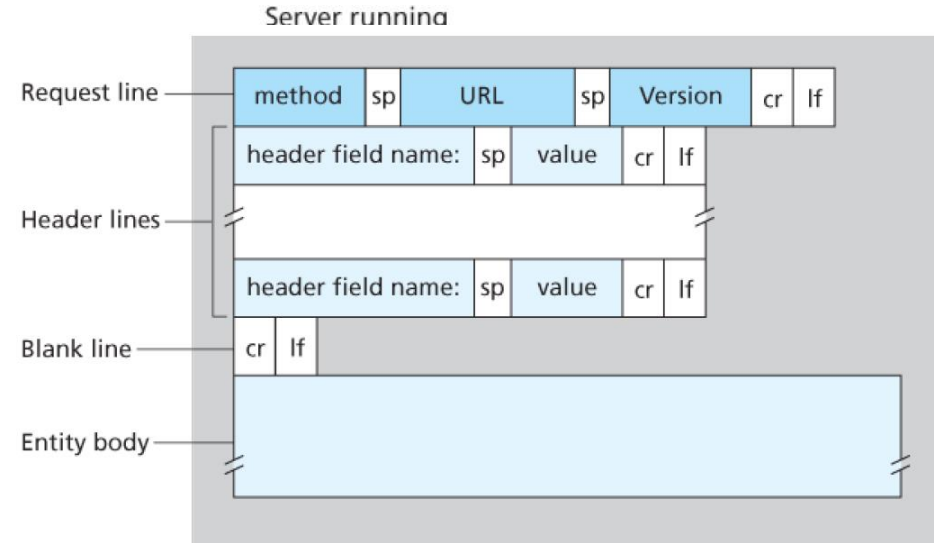 Server running
Request line method sp URL sp Version cr lf
header field name: sp value cr lf
Header lines
header field name: sp value cr lf
Blank line cr lf
Entity body